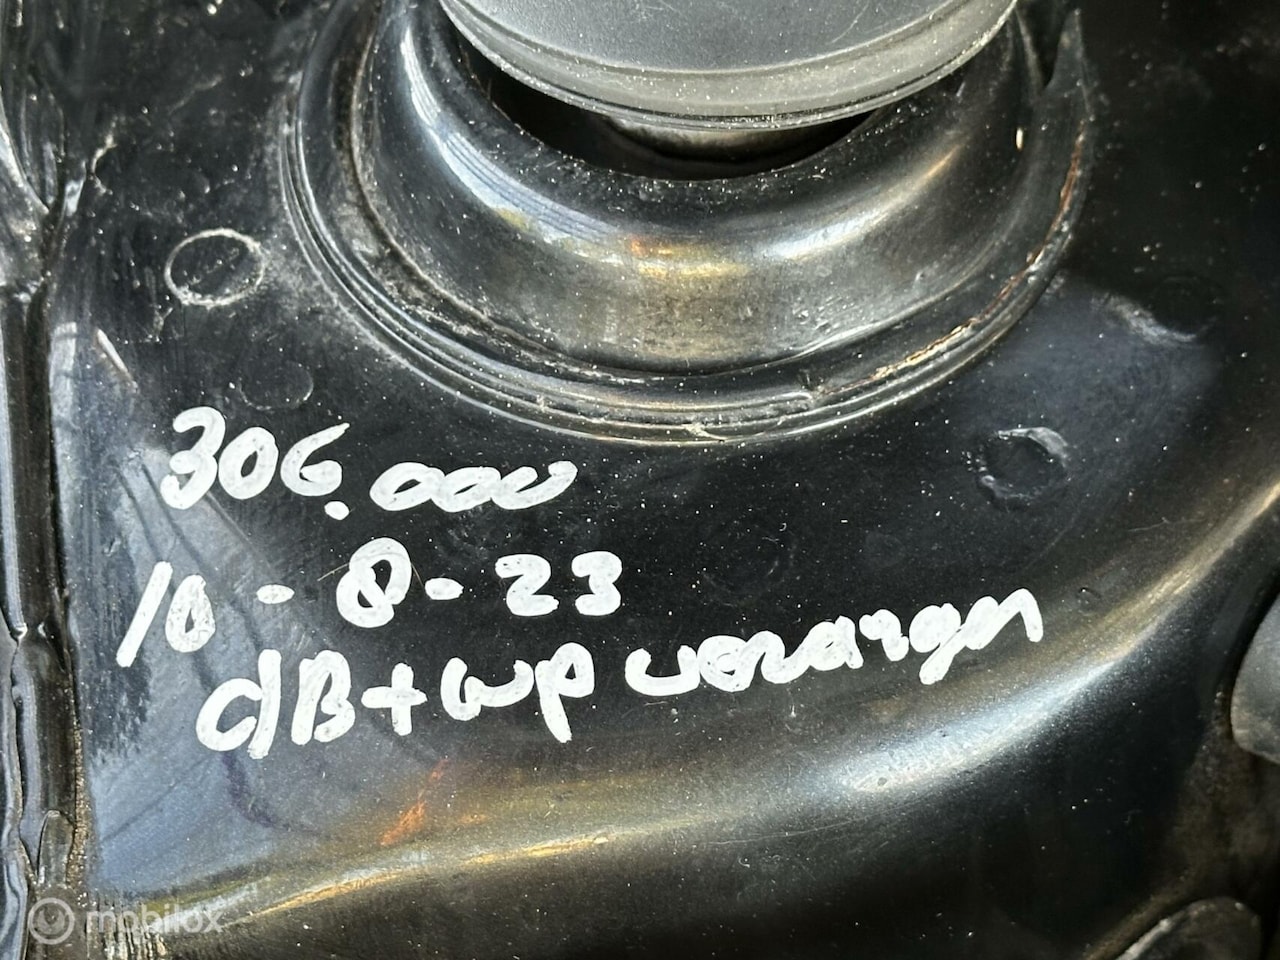 306.000
10-8-23
dB+wp vervangen
mobilox